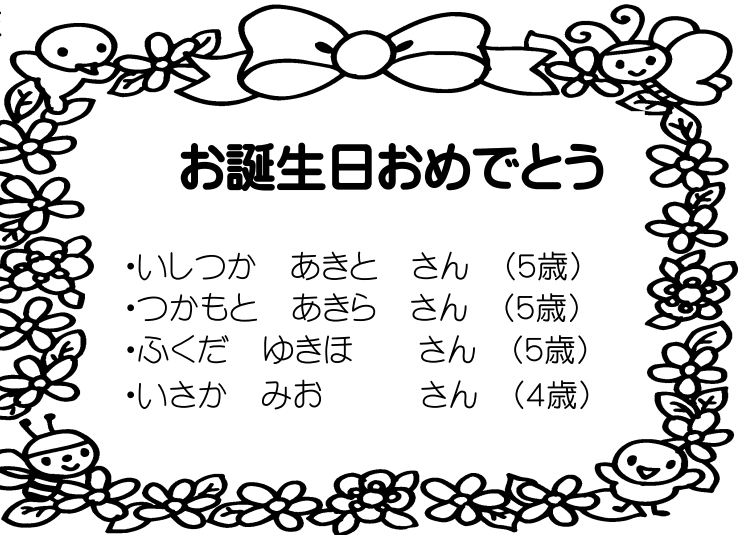 お誕生日おめでとう
・いしつか　あきと　さん　（5歳）
・つかもと　あきら　さん　（5歳）
・ふくだ　ゆきほ　　さん　（5歳）
・いさか　みお　　　さん　（4歳）